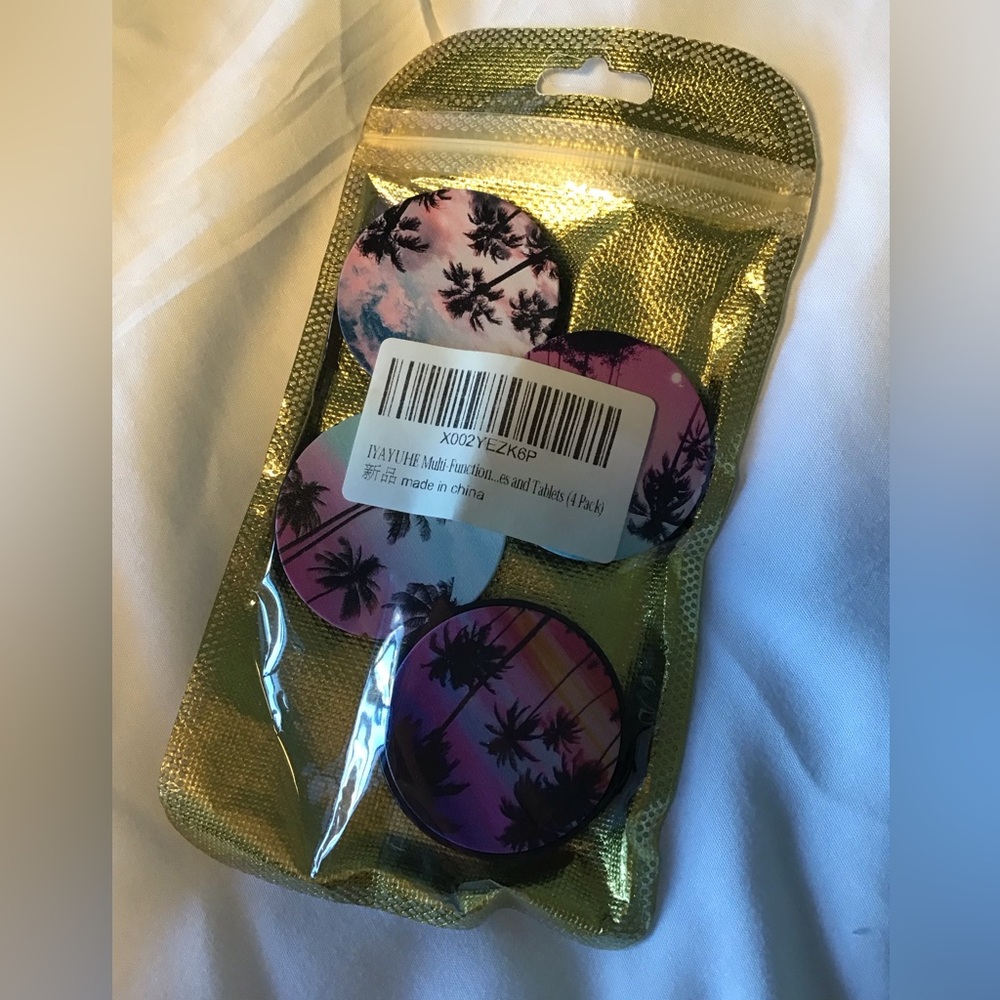 X002YEZK6P
IYAYUHE Multi-Function...es and Tablets (4 Pack)
新品 made in china